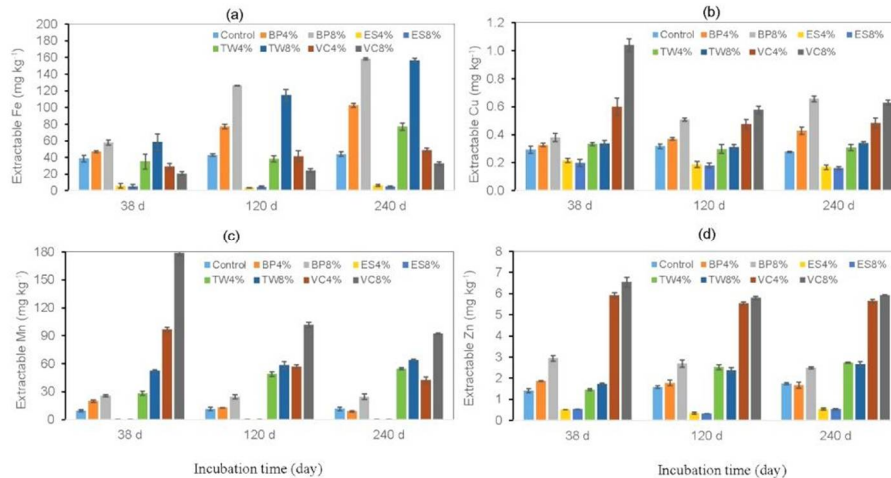 (a)
Extractable Fe (mg kg⁻¹)
200
180
160
140
120
100
80
60
40
20
0
Control BP4% BP8% ES4% ES8%
TW4% TW8% VC4% VC8%
38 d 120 d 240 d
(b)
Extractable Cu (mg kg⁻¹)
1.2
1.0
0.8
0.6
0.4
0.2
0.0
Control BP4% BP8% ES4% ES8%
TW4% TW8% VC4% VC8%
38 d 120 d 240 d
(c)
Extractable Mn (mg kg⁻¹)
180
150
120
90
60
30
0
Control BP4% BP8% ES4% ES8%
TW4% TW8% VC4% VC8%
38 d 120 d 240 d
Incubation time (day)
(d)
Extractable Zn (mg kg⁻¹)
8
7
6
5
4
3
2
1
0
Control BP4% BP8% ES4% ES8%
TW4% TW8% VC4% VC8%
38 d 120 d 240 d
Incubation time (day)